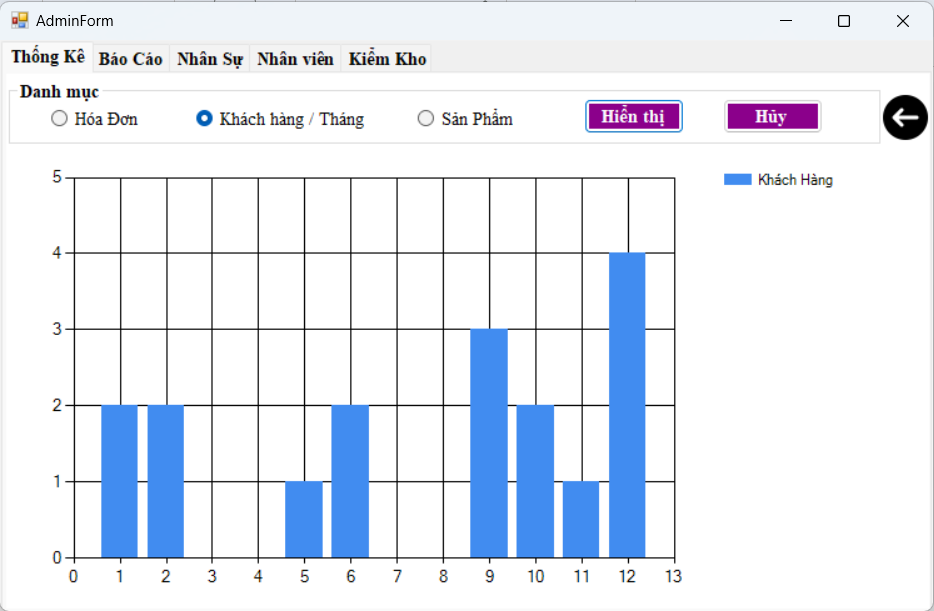 AdminForm
Thống Kê Báo Cáo Nhân Sự Nhân viên Kiểm Kho
Danh mục
Hóa Đơn Khách hàng / Tháng Sản Phẩm Hiển thị Hủy
Khách Hàng
5
4
3
2
1
0
0 1 2 3 4 5 6 7 8 9 10 11 12 13